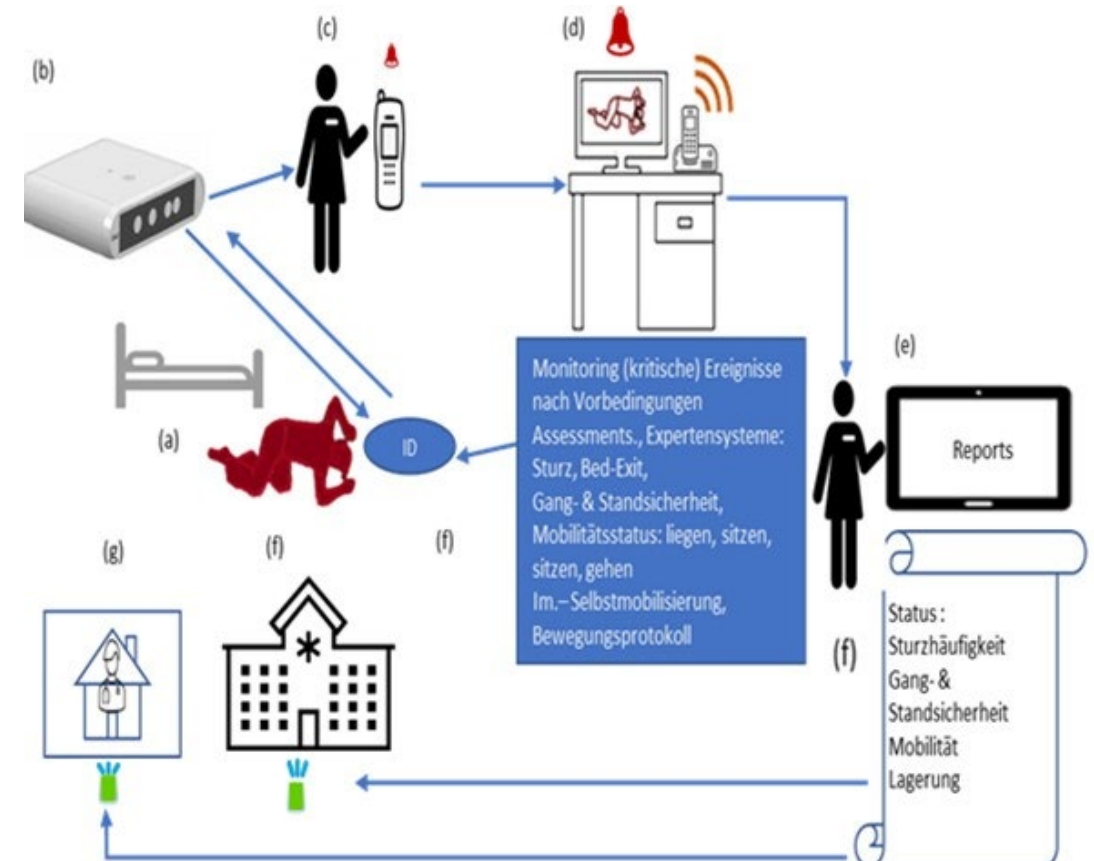 (b)
(c)
(d)
(a)
ID
Monitoring (kritische) Ereignisse
nach Vorbedingungen
Assessments., Expertensysteme:
Sturz, Bed-Exit,
Gang- & Standsicherheit,
Mobilitätsstatus: liegen, sitzen,
sitzen, gehen
Im.– Selbstmobilisierung,
Bewegungsprotokoll
(e)
Reports
(g)
(f)
(f)
(f)
Status :
Sturzhäufigkeit
Gang- &
Standsicherheit
Mobilität
Lagerung